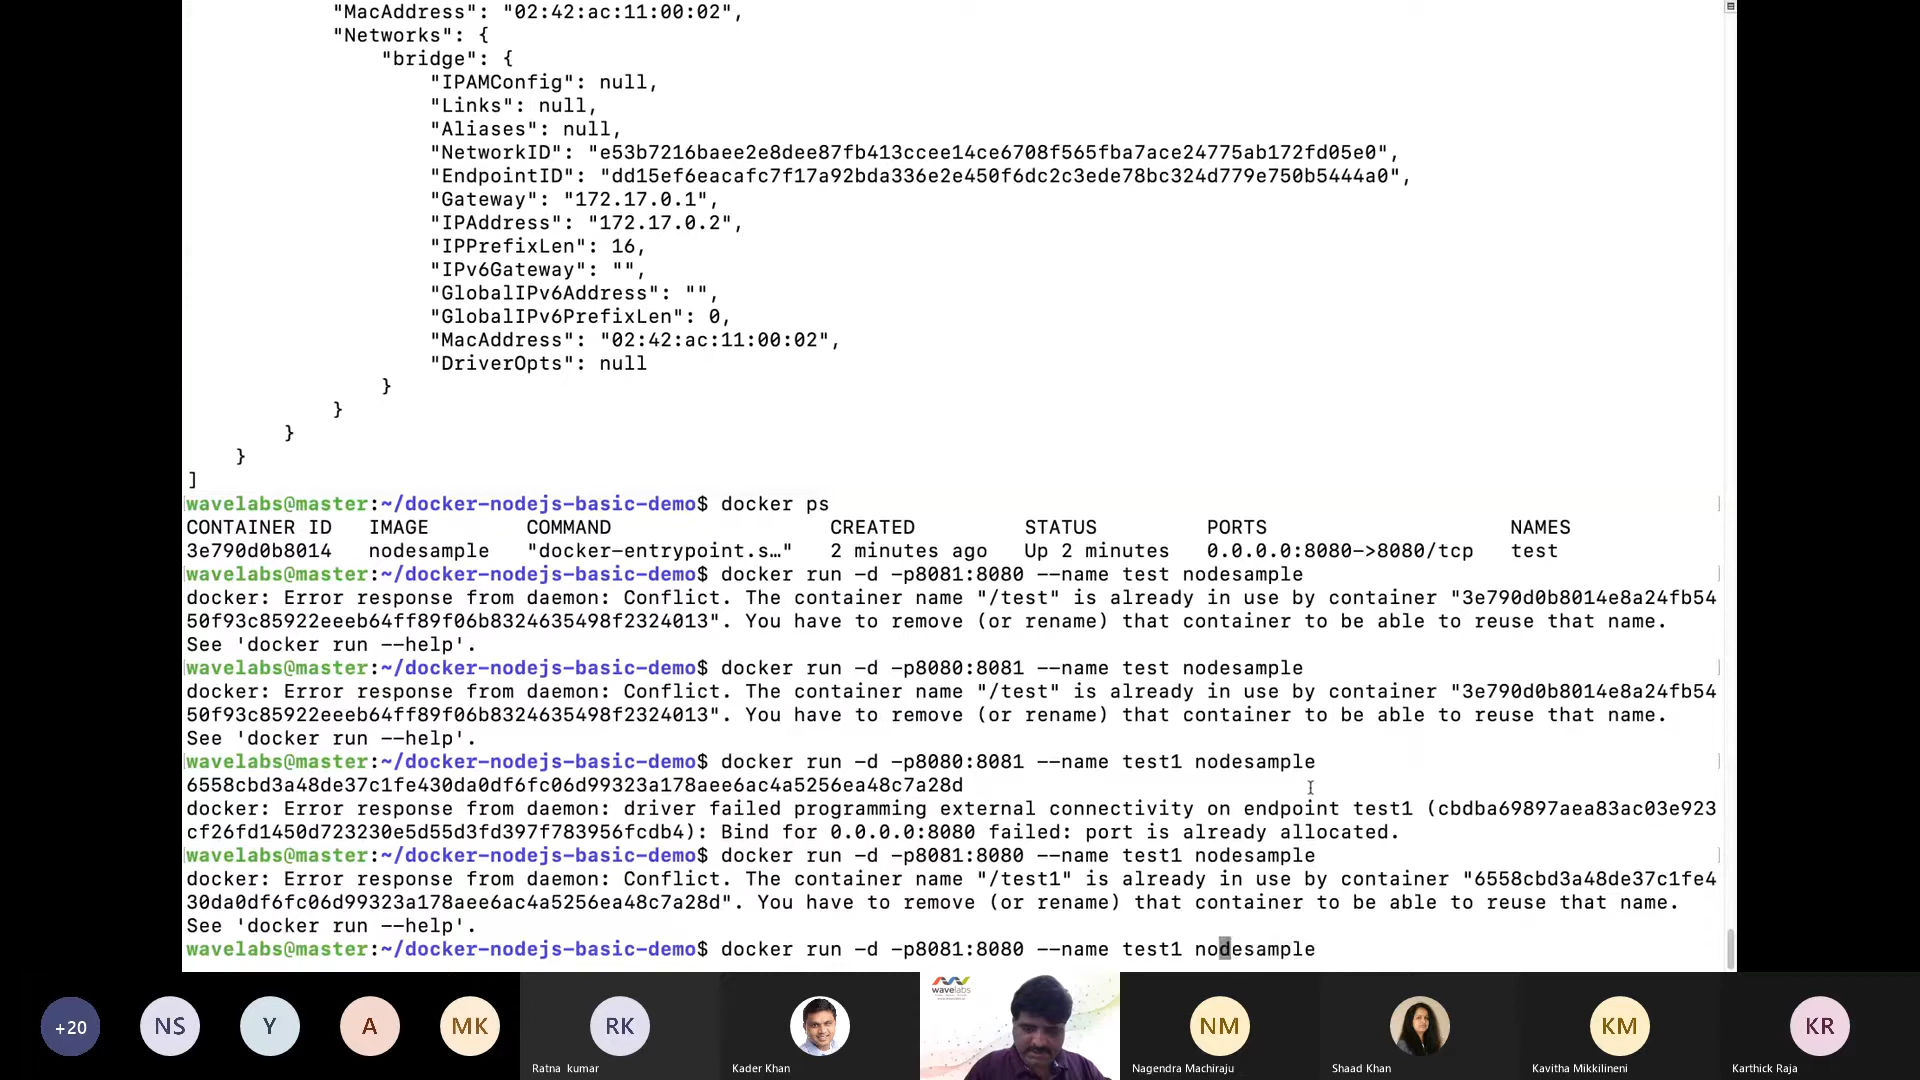 "MacAddress": "02:42:ac:11:00:02",
"Networks": {
"bridge": {
"IPAMConfig": null,
"Links": null,
"Aliases": null,
"NetworkID": "e53b7216baee2e8dee87fb413ccee14ce6708f565fba7ace24775ab172fd05e0",
"EndpointID": "dd15ef6eacafc7f17a92bda336e2e450f6dc2c3ede78bc324d779e750b5444a0",
"Gateway": "172.17.0.1",
"IPAddress": "172.17.0.2",
"IPPrefixLen": 16,
"IPv6Gateway": "",
"GlobalIPv6Address": "",
"GlobalIPv6PrefixLen": 0,
"MacAddress": "02:42:ac:11:00:02",
"DriverOpts": null
}
}
}
}
]
wavelabs@master:~/docker-nodejs-basic-demo$ docker ps
CONTAINER ID IMAGE COMMAND CREATED STATUS PORTS NAMES
3e790d0b8014 nodesample "docker-entrypoint.s…" 2 minutes ago Up 2 minutes 0.0.0.0:8080->8080/tcp test
wavelabs@master:~/docker-nodejs-basic-demo$ docker run -d -p8081:8080 --name test nodesample
docker: Error response from daemon: Conflict. The container name "/test" is already in use by container "3e790d0b8014e8a24fb54
50f93c85922eeeb64ff89f06b8324635498f2324013". You have to remove (or rename) that container to be able to reuse that name.
See 'docker run --help'.
wavelabs@master:~/docker-nodejs-basic-demo$ docker run -d -p8080:8081 --name test nodesample
docker: Error response from daemon: Conflict. The container name "/test" is already in use by container "3e790d0b8014e8a24fb54
50f93c85922eeeb64ff89f06b8324635498f2324013". You have to remove (or rename) that container to be able to reuse that name.
See 'docker run --help'.
wavelabs@master:~/docker-nodejs-basic-demo$ docker run -d -p8080:8081 --name test1 nodesample
6558cbd3a48de37c1fe430da0df6fc06d99323a178aee6ac4a5256ea48c7a28d
docker: Error response from daemon: driver failed programming external connectivity on endpoint test1 (cbdba69897aea83ac03e923
cf26fd1450d723230e5d55d3fd397f783956fcdb4): Bind for 0.0.0.0:8080 failed: port is already allocated.
wavelabs@master:~/docker-nodejs-basic-demo$ docker run -d -p8081:8080 --name test1 nodesample
docker: Error response from daemon: Conflict. The container name "/test1" is already in use by container "6558cbd3a48de37c1fe4
30da0df6fc06d99323a178aee6ac4a5256ea48c7a28d". You have to remove (or rename) that container to be able to reuse that name.
See 'docker run --help'.
wavelabs@master:~/docker-nodejs-basic-demo$ docker run -d -p8081:8080 --name test1 nodesample
wavelabs
+20 NS Y A MK RK NM KM KR
Ratna kumar Kader Khan Nagendra Machiraju Shaad Khan Kavitha Mikkilineni Karthick Raja